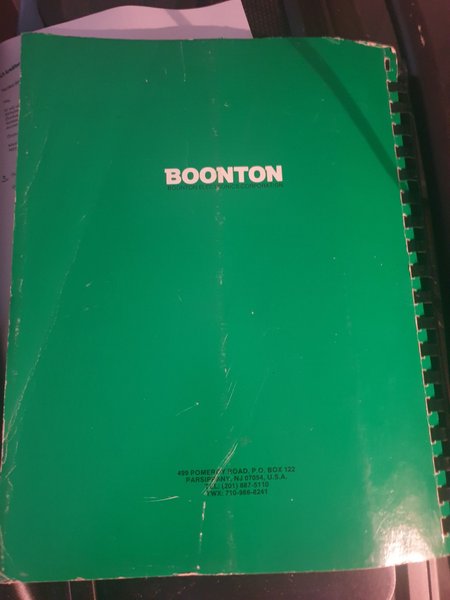 BOONTON
BOONTON ELECTRONICS CORPORATION
499 POMEROY ROAD, P.O. BOX 122
PARSIPPANY, NJ 07054, U.S.A.
TEL: (201) 887-5110
TWX: 710-986-8241